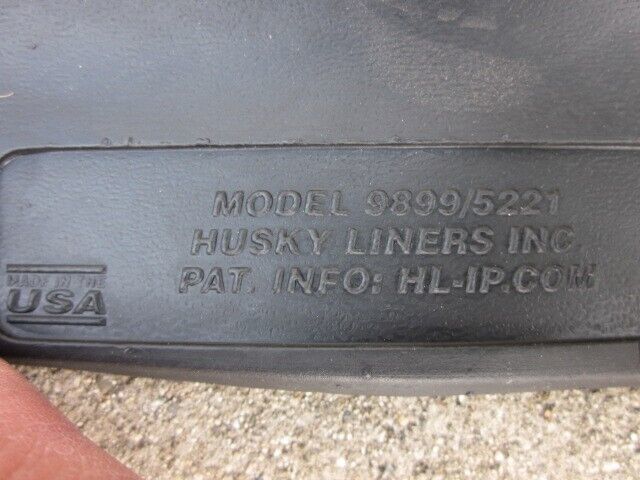 MODEL 9899/5221
HUSKY LINERS INC
PAT. INFO: HL-IP.COM
MADE IN THE
USA